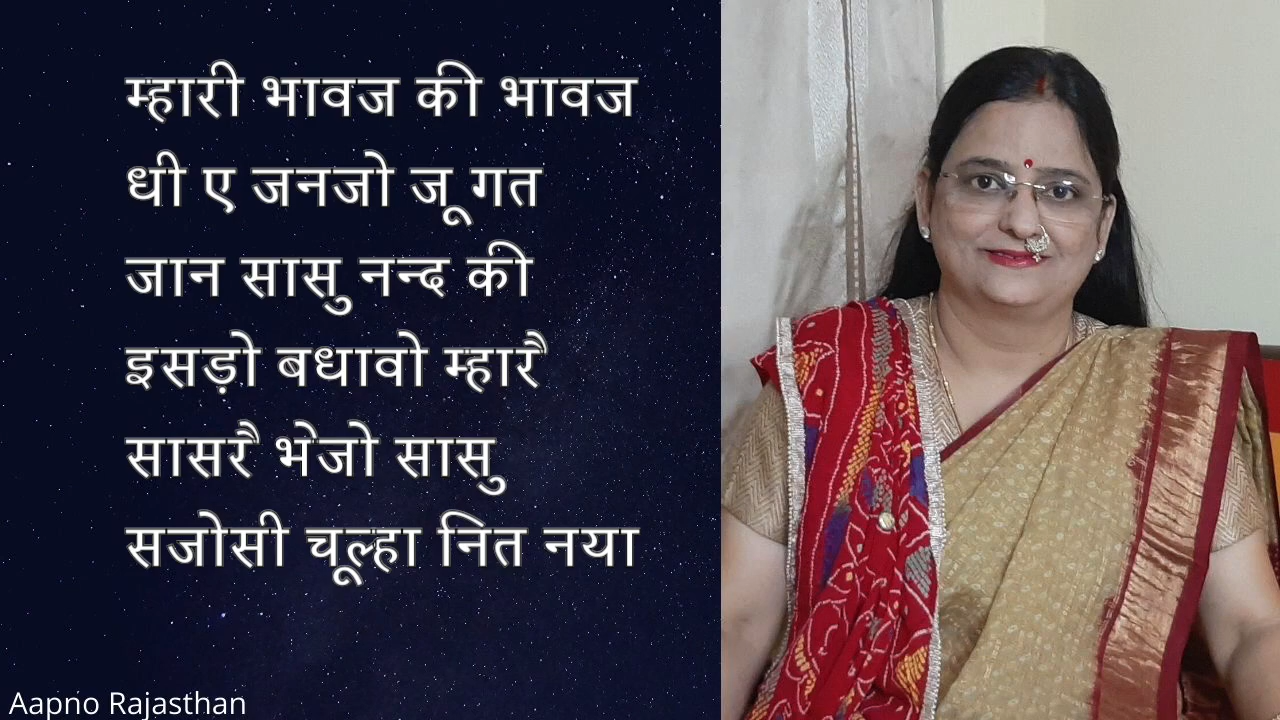 म्हारी भावज की भावज
धी ए जनजो जू गत
जान सासु नन्द की
इसड़ो बधावो म्हारै
सासरै भेजो सासु
सजोसी चूल्हा नित नया
Aapno Rajasthan